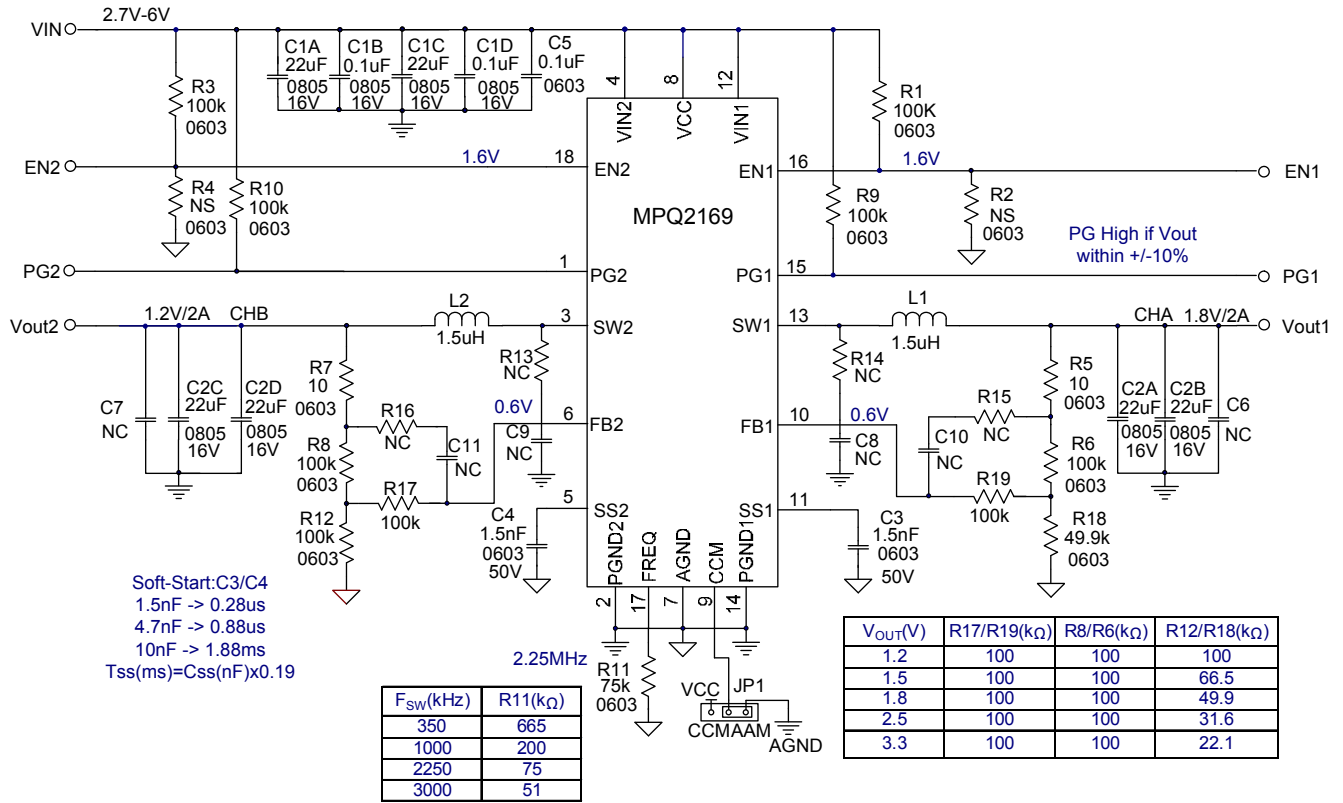 VIN
2.7V-6V
R3
100k
0603
C1A
22uF
0805
16V
C1B
0.1uF
0805
16V
C1C
22uF
0805
16V
C1D
0.1uF
0805
16V
C5
0.1uF
0603
4
8
12
VIN2
VCC
VIN1
R1
100K
0603
EN2
1.6V
18
EN2
EN1
16
1.6V
EN1
R4
NS
0603
R10
100k
0603
MPQ2169
R9
100k
0603
R2
NS
0603
PG High if Vout
within +/-10%
PG2
1
PG2
PG1
15
PG1
Vout2
1.2V/2A
CHB
L2
1.5uH
3
SW2
SW1
13
L1
1.5uH
CHA
1.8V/2A
Vout1
C7
NC
C2C
22uF
0805
16V
C2D
22uF
0805
16V
R7
10
0603
R16
NC
C11
NC
R8
100k
0603
R17
100k
R12
100k
0603
R13
NC
0.6V
6
FB2
C9
NC
FB1
10
0.6V
R14
NC
C8
NC
R15
NC
C10
NC
R19
100k
R5
10
0603
R6
100k
0603
R18
49.9k
0603
C2A
22uF
0805
16V
C2B
22uF
0805
16V
C6
NC
5
SS2
C4
1.5nF
0603
50V
SS1
11
C3
1.5nF
0603
50V
PGND2
FREQ
AGND
CCM
PGND1
2
17
7
9
14
Soft-Start:C3/C4
1.5nF -> 0.28us
4.7nF -> 0.88us
10nF -> 1.88ms
Tss(ms)=Css(nF)x0.19
2.25MHz
R11
75k
0603
VCC
JP1
CCMAAM
AGND
FSW(kHz) R11(kΩ)
350 665
1000 200
2250 75
3000 51
VOUT(V) R17/R19(kΩ) R8/R6(kΩ) R12/R18(kΩ)
1.2 100 100 100
1.5 100 100 66.5
1.8 100 100 49.9
2.5 100 100 31.6
3.3 100 100 22.1